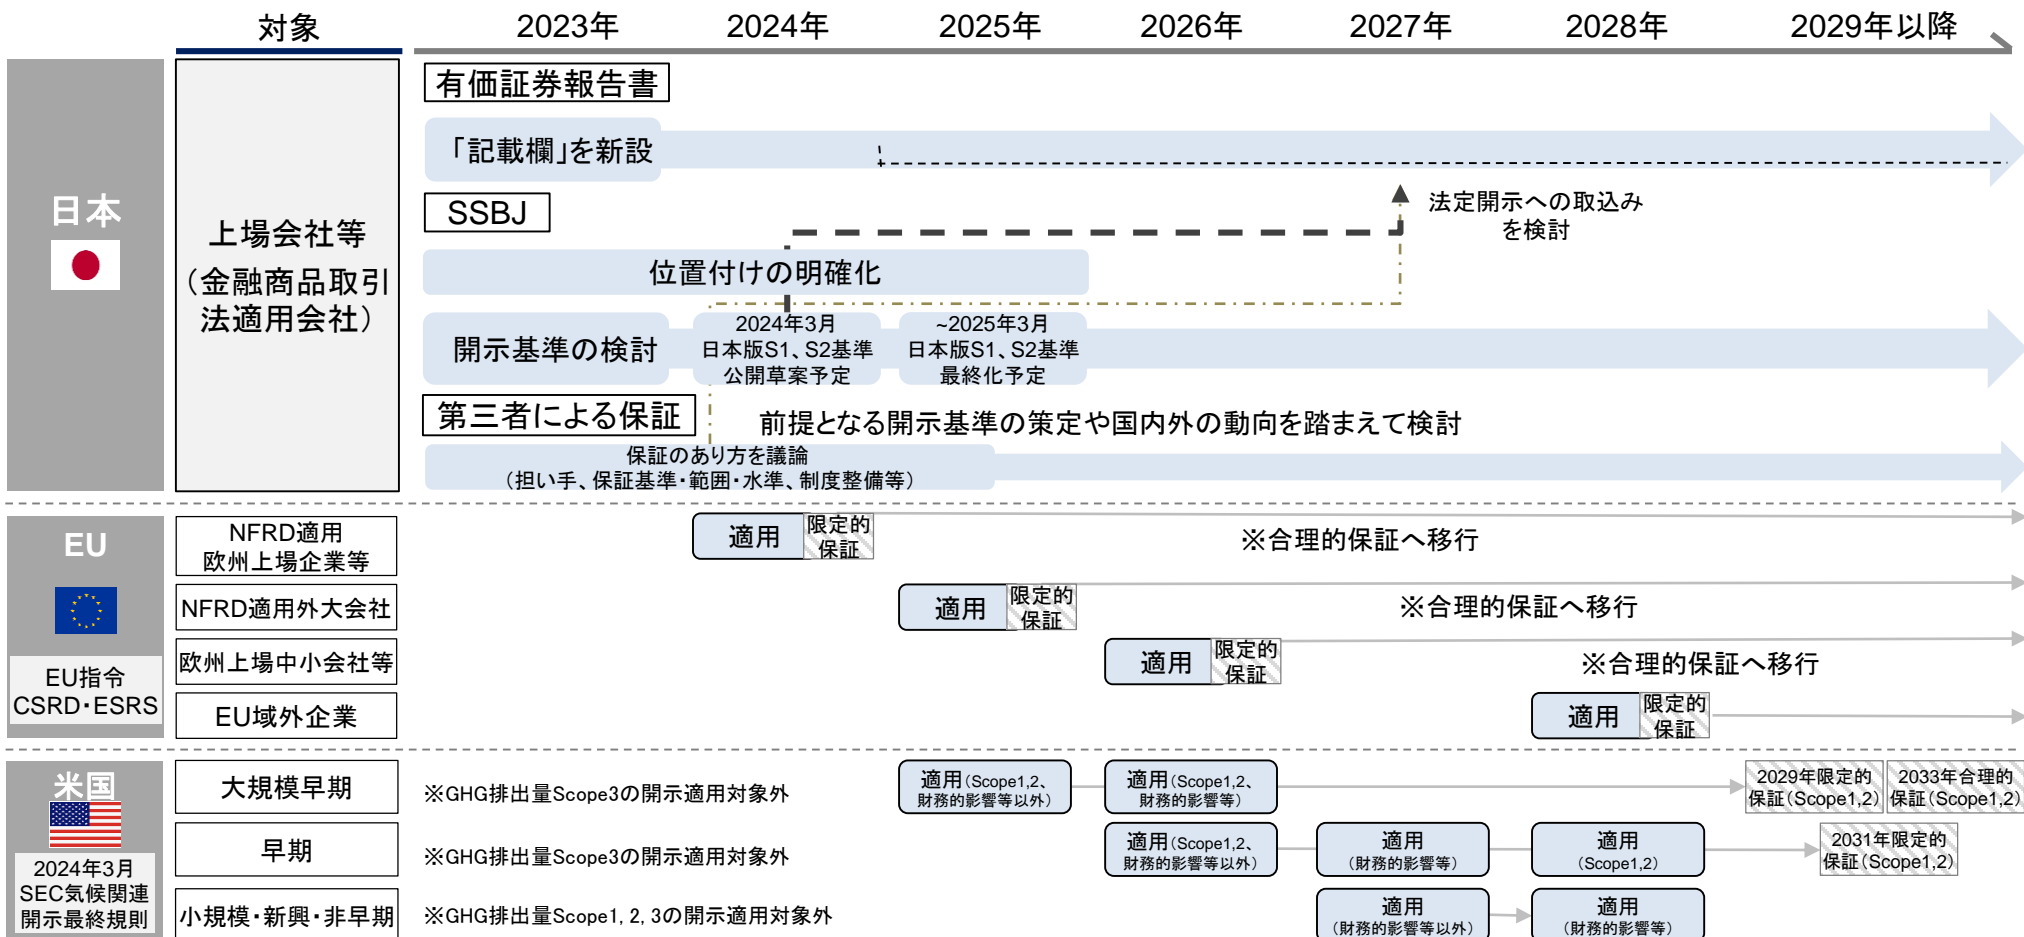 対象
2023年
2024年
2025年
2026年
2027年
2028年
2029年以降
日本
上場会社等
（金融商品取引
法適用会社）
有価証券報告書
「記載欄」を新設
SSBJ
法定開示への取込み
を検討
位置付けの明確化
開示基準の検討
2024年3月
日本版S1、S2基準
公開草案予定
~2025年3月
日本版S1、S2基準
最終化予定
第三者による保証
前提となる開示基準の策定や国内外の動向を踏まえて検討
保証のあり方を議論
（担い手、保証基準・範囲・水準、制度整備等）
EU
EU指令
CSRD・ESRS
NFRD適用
欧州上場企業等
適用
限定的
保証
※合理的保証へ移行
NFRD適用外大会社
適用
限定的
保証
※合理的保証へ移行
欧州上場中小会社等
適用
限定的
保証
※合理的保証へ移行
EU域外企業
適用
限定的
保証
米国
2024年3月
SEC気候関連
開示最終規則
大規模早期
※GHG排出量Scope3の開示適用対象外
適用（Scope1,2、
財務的影響等以外）
適用（Scope1,2、
財務的影響等）
2029年限定的
保証（Scope1,2）
2033年合理的
保証（Scope1,2）
早期
※GHG排出量Scope3の開示適用対象外
適用（Scope1,2、
財務的影響等以外）
適用
（財務的影響等）
適用
（Scope1,2）
2031年限定的
保証（Scope1,2）
小規模・新興・非早期
※GHG排出量Scope1, 2, 3の開示適用対象外
適用
（財務的影響等以外）
適用
（財務的影響等）